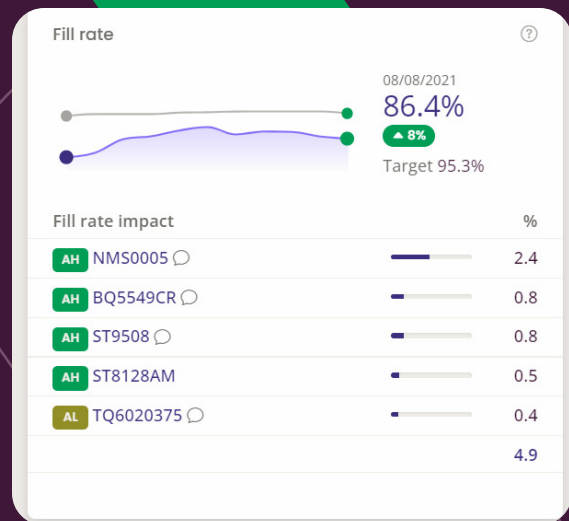 Fill rate ?
08/08/2021
86.4%
8%
Target 95.3%
Fill rate impact %
AH NMS0005 2.4
AH BQ5549CR 0.8
AH ST9508 0.8
AH ST8128AM 0.5
AL TQ6020375 0.4
4.9